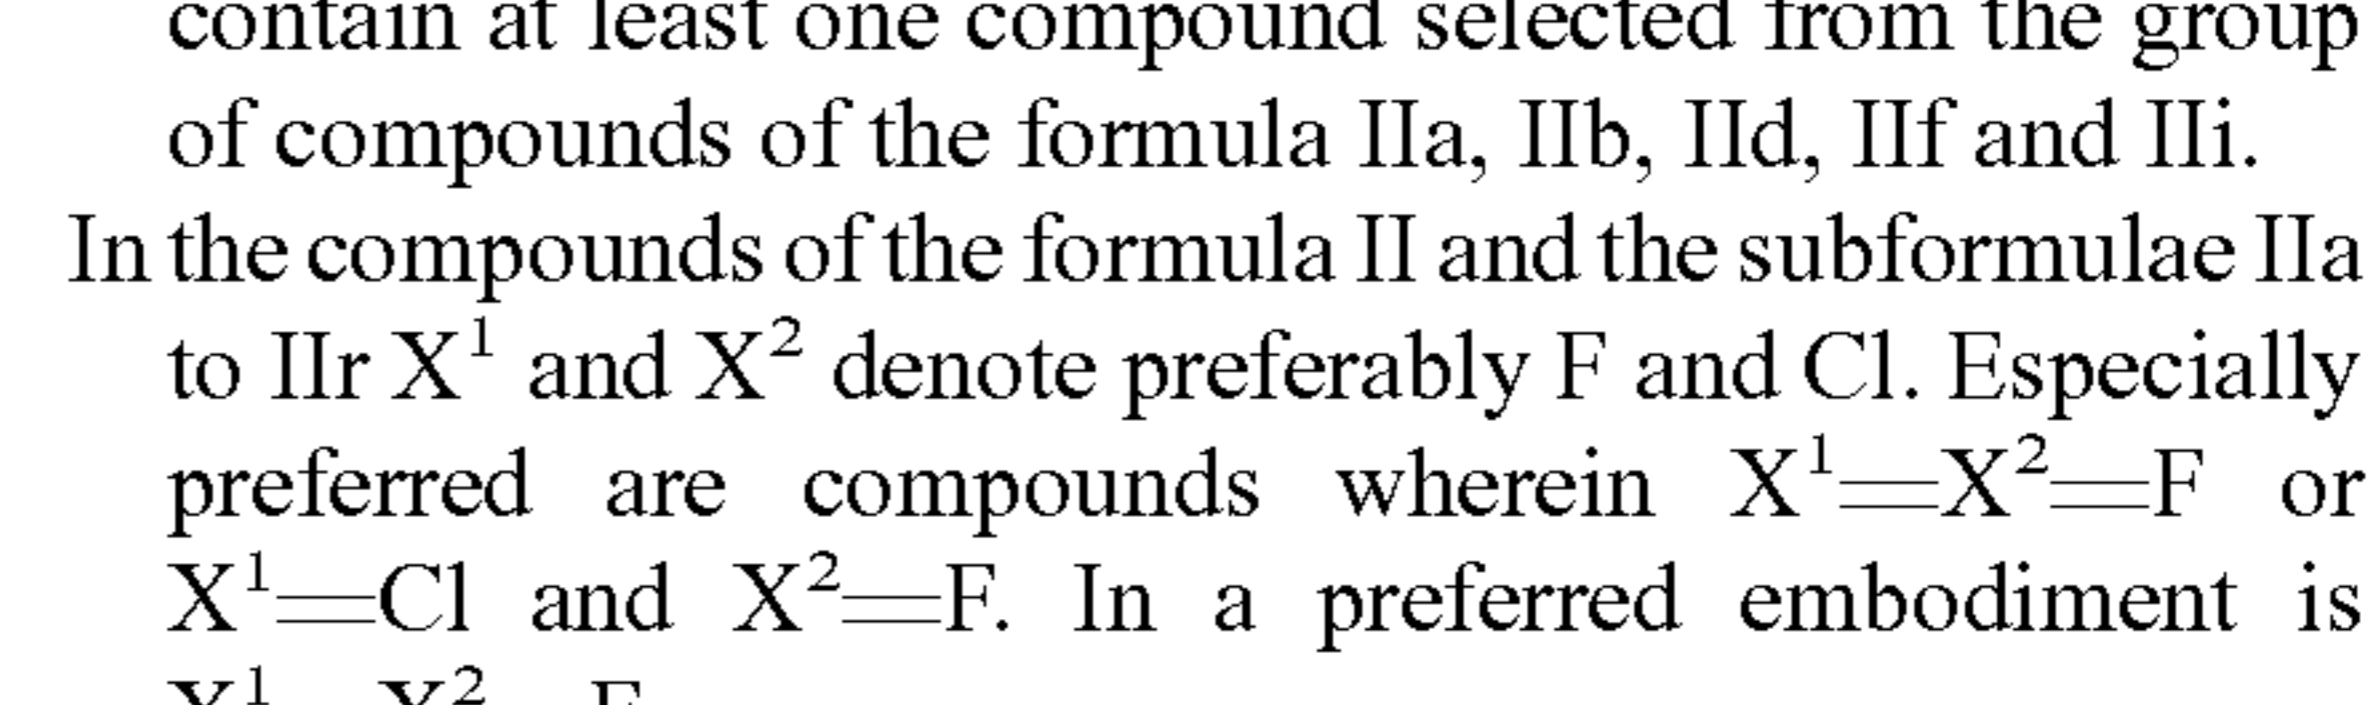 contain at least one compound selected from the group
of compounds of the formula IIa, IIb, IId, IIf and IIi.
In the compounds of the formula II and the subformulae IIa
to IIr X¹ and X² denote preferably F and Cl. Especially
preferred are compounds wherein X¹=X²=F or
X¹=Cl and X²=F. In a preferred embodiment is
X¹=X²=F